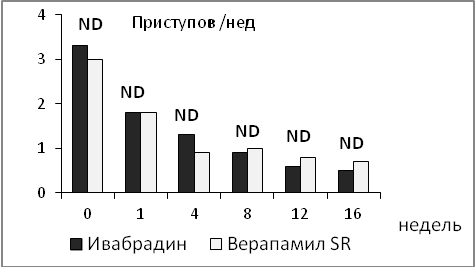 4 ND Приступов /нед
3
ND
2
ND
ND ND ND
1
0
0 1 4 8 12 16
недель
Ивабрадин Верапамил SR